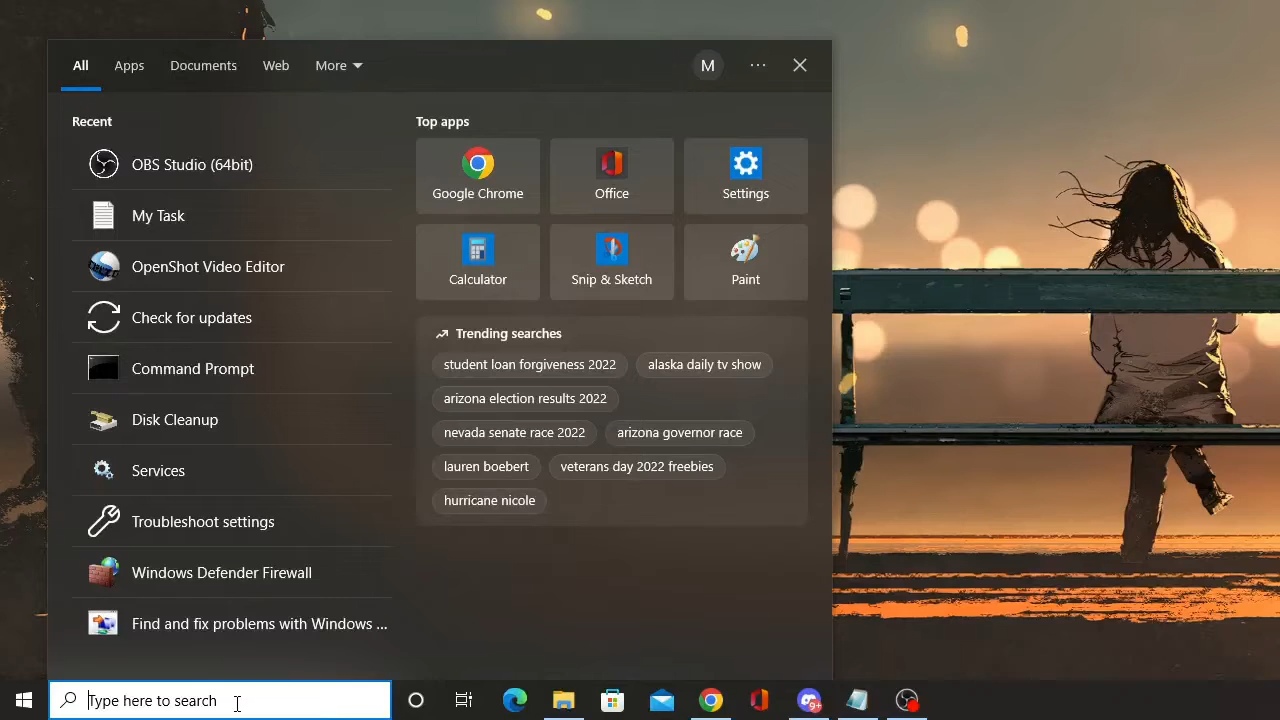 All
Apps
Documents
Web
More
M
Recent
OBS Studio (64bit)
My Task
OpenShot Video Editor
Check for updates
Command Prompt
Disk Cleanup
Services
Troubleshoot settings
Windows Defender Firewall
Find and fix problems with Windows ...
Top apps
Google Chrome
Office
Settings
Calculator
Snip & Sketch
Paint
Trending searches
student loan forgiveness 2022
alaska daily tv show
arizona election results 2022
nevada senate race 2022
arizona governor race
lauren boebert
veterans day 2022 freebies
hurricane nicole
Type here to search
9+